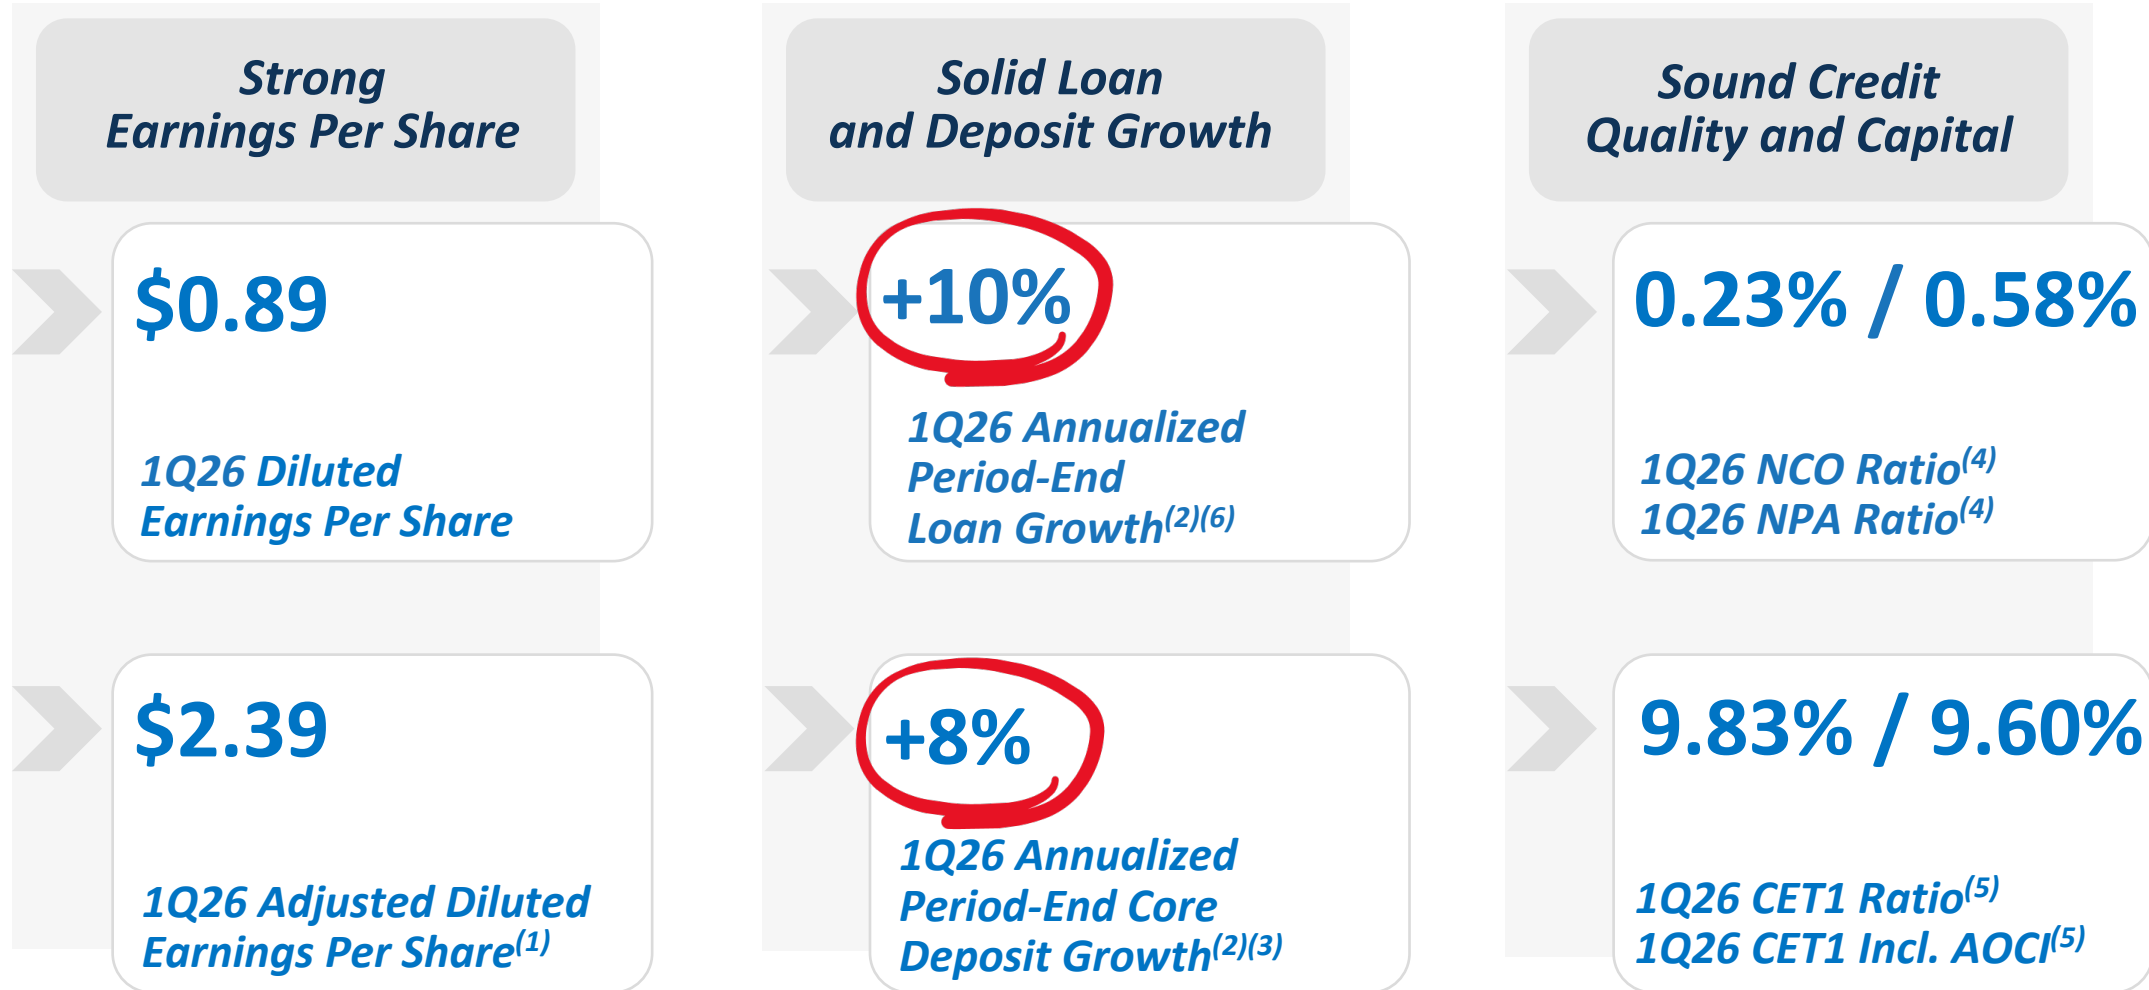 Strong
Earnings Per Share
$0.89
1Q26 Diluted
Earnings Per Share
$2.39
1Q26 Adjusted Diluted
Earnings Per Share(1)
Solid Loan
and Deposit Growth
+10%
1Q26 Annualized
Period-End
Loan Growth(2)(6)
+8%
1Q26 Annualized
Period-End Core
Deposit Growth(2)(3)
Sound Credit
Quality and Capital
0.23% / 0.58%
1Q26 NCO Ratio(4)
1Q26 NPA Ratio(4)
9.83% / 9.60%
1Q26 CET1 Ratio(5)
1Q26 CET1 Incl. AOCI(5)